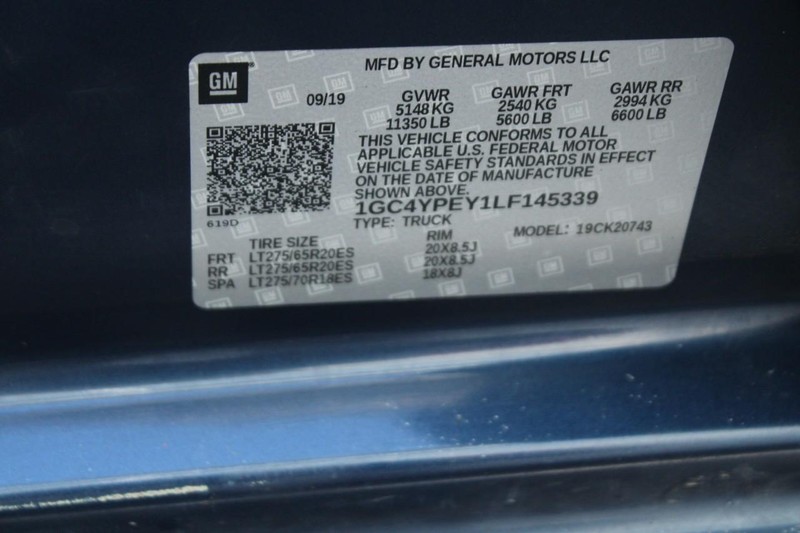 MFD BY GENERAL MOTORS LLC
GM
09/19
GVWR GAWR FRT GAWR RR
5148 KG 2540 KG 2994 KG
11350 LB 5600 LB 6600 LB
THIS VEHICLE CONFORMS TO ALL
APPLICABLE U.S. FEDERAL MOTOR
VEHICLE SAFETY STANDARDS IN EFFECT
ON THE DATE OF MANUFACTURE
SHOWN ABOVE.
1GC4YPEY1LF145339
619D
TYPE: TRUCK MODEL: 19CK20743
TIRE SIZE RIM
FRT LT275/65R20ES 20X8.5J
RR LT275/65R20ES 20X8.5J
SPA LT275/70R18ES 18X8J